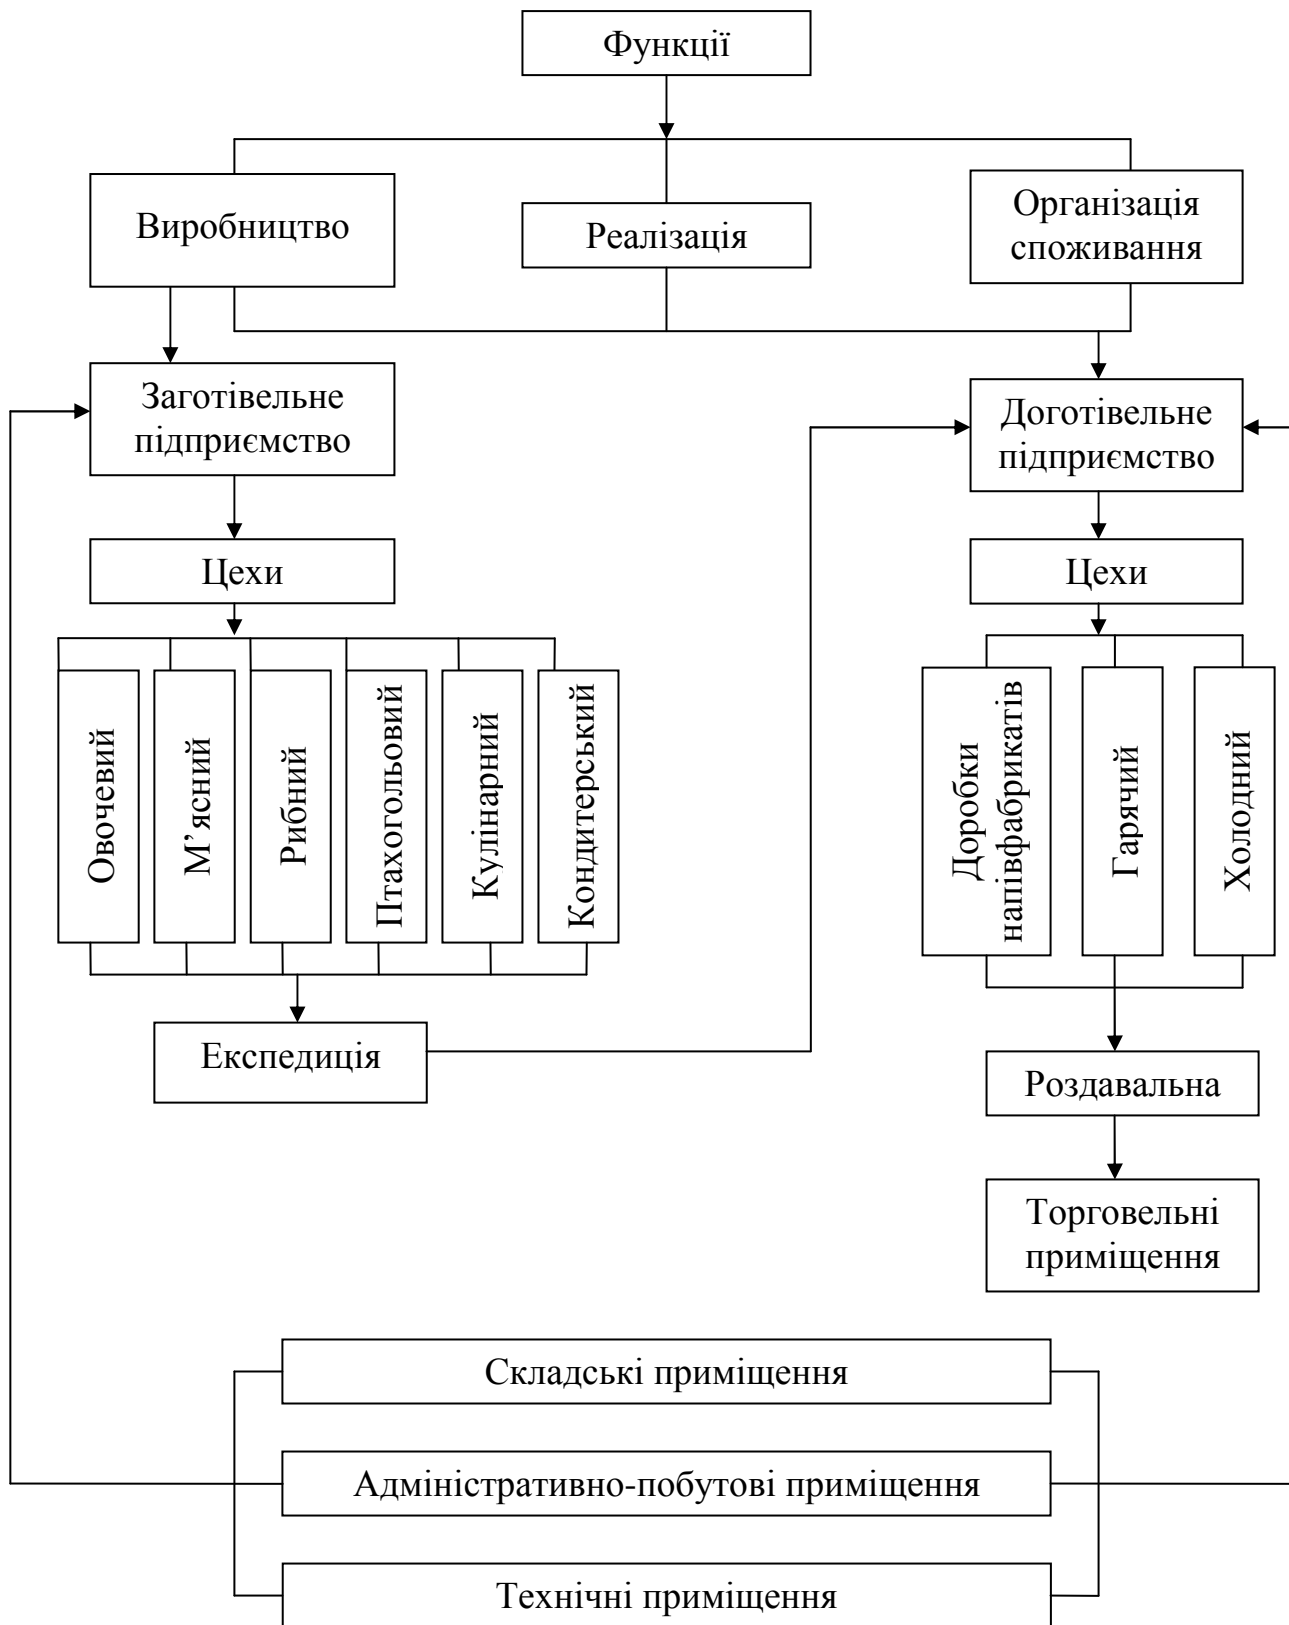 Функції
Виробництво
Реалізація
Організація
споживання
Заготівельне
підприємство
Доготівельне
підприємство
Цехи
Цехи
Овочевий
М’ясний
Рибний
Птахогольовий
Кулінарний
Кондитерський
Доробки
напівфабрикатів
Гарячий
Холодний
Експедиція
Роздавальна
Торговельні
приміщення
Складські приміщення
Адміністративно-побутові приміщення
Технічні приміщення